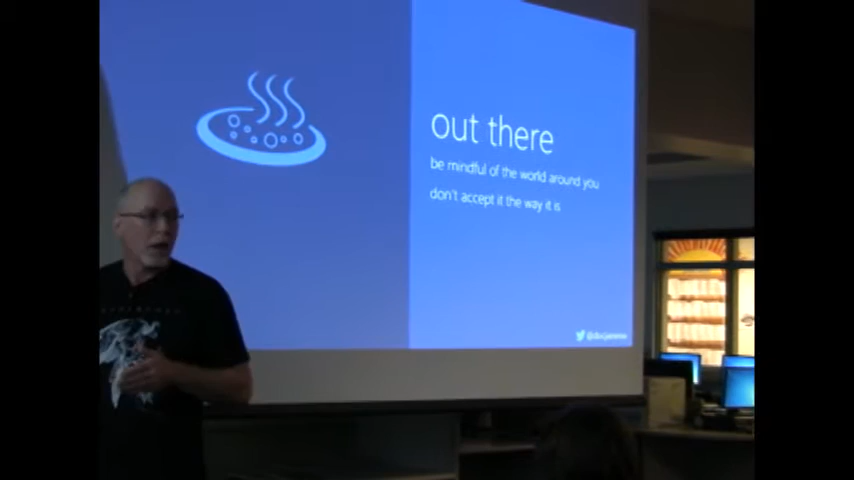 out there
be mindful of the world around you
don't accept it the way it is